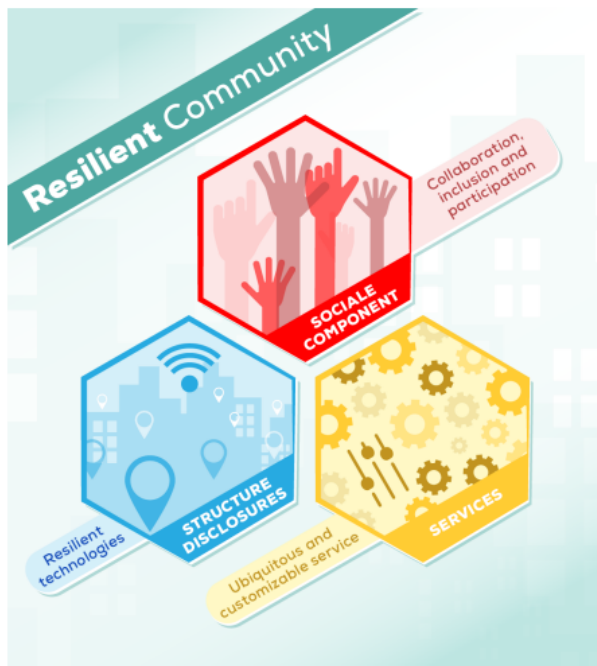 Resilient Community
Collaboration,
inclusion and
participation
SOCIALE
COMPONENT
STRUCTURE
DISCLOSURES
SERVICES
Resilient
technologies
Ubiquitous and
customizable service